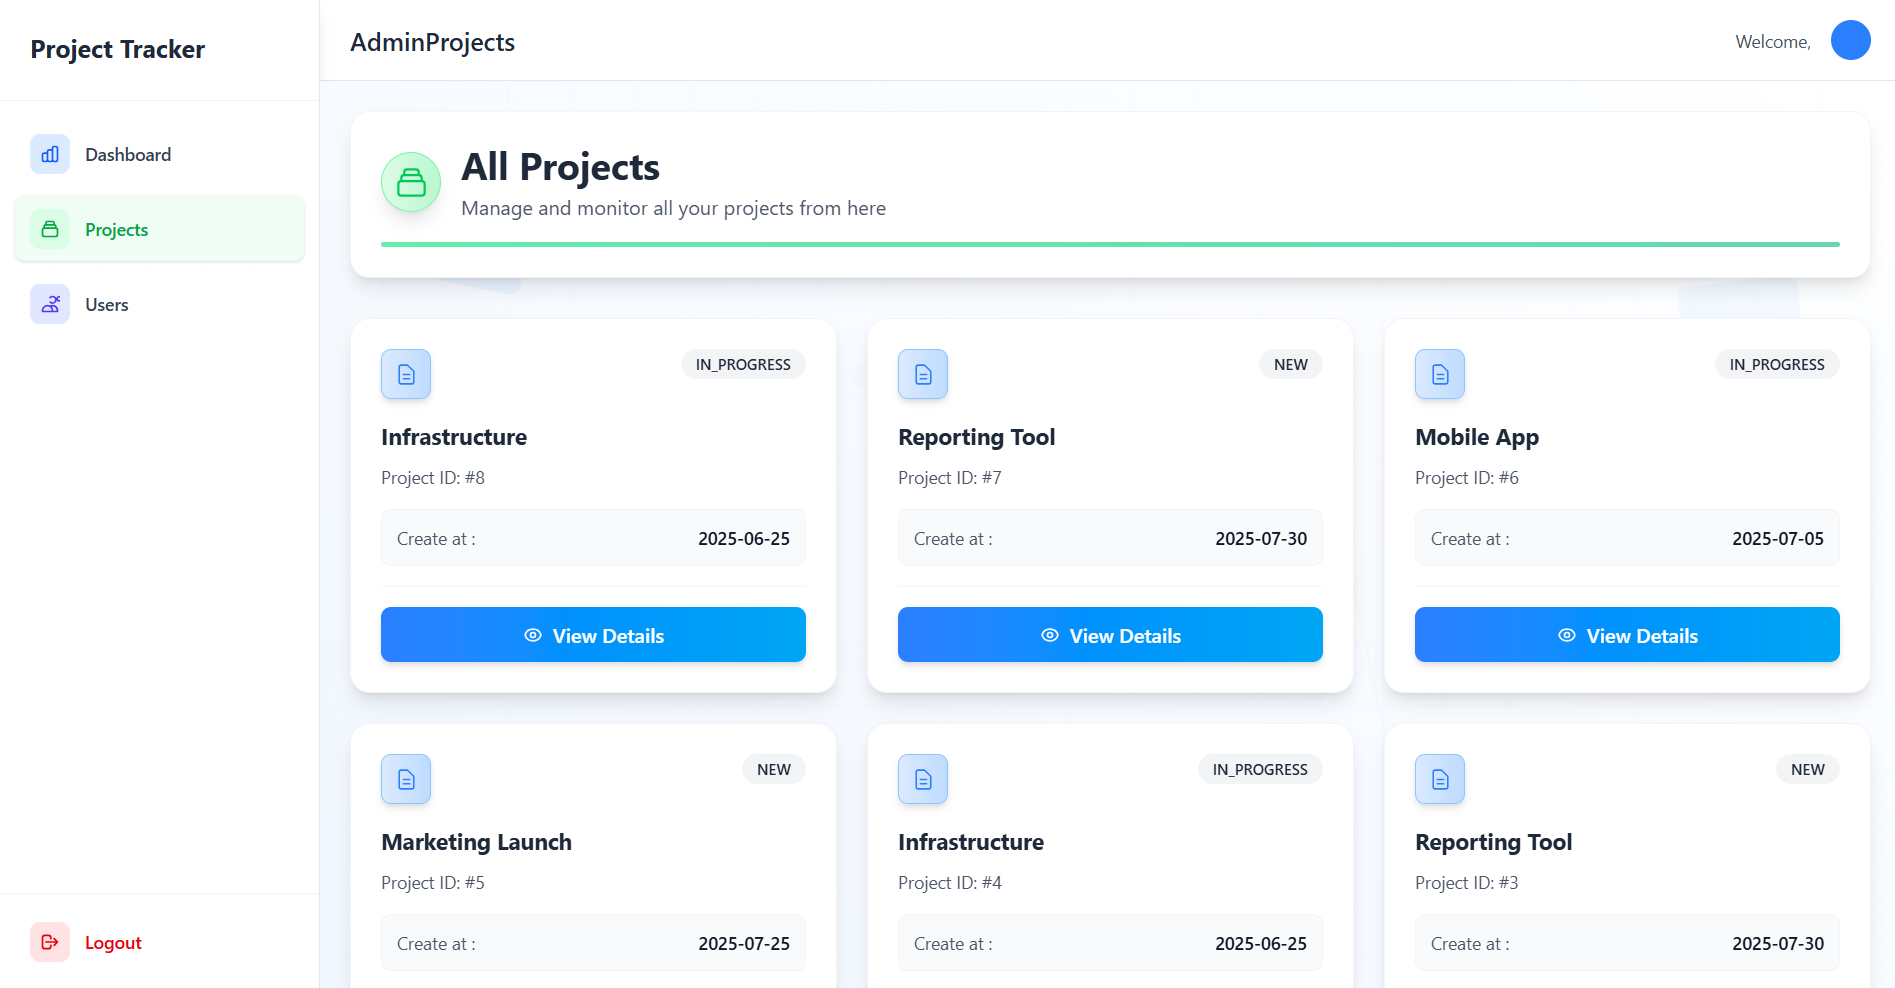 Project Tracker
AdminProjects
Welcome,
Dashboard
Projects
Users
Logout
All Projects
Manage and monitor all your projects from here
IN_PROGRESS
Infrastructure
Project ID: #8
Create at : 2025-06-25
View Details
NEW
Reporting Tool
Project ID: #7
Create at : 2025-07-30
View Details
IN_PROGRESS
Mobile App
Project ID: #6
Create at : 2025-07-05
View Details
NEW
Marketing Launch
Project ID: #5
Create at : 2025-07-25
IN_PROGRESS
Infrastructure
Project ID: #4
Create at : 2025-06-25
NEW
Reporting Tool
Project ID: #3
Create at : 2025-07-30